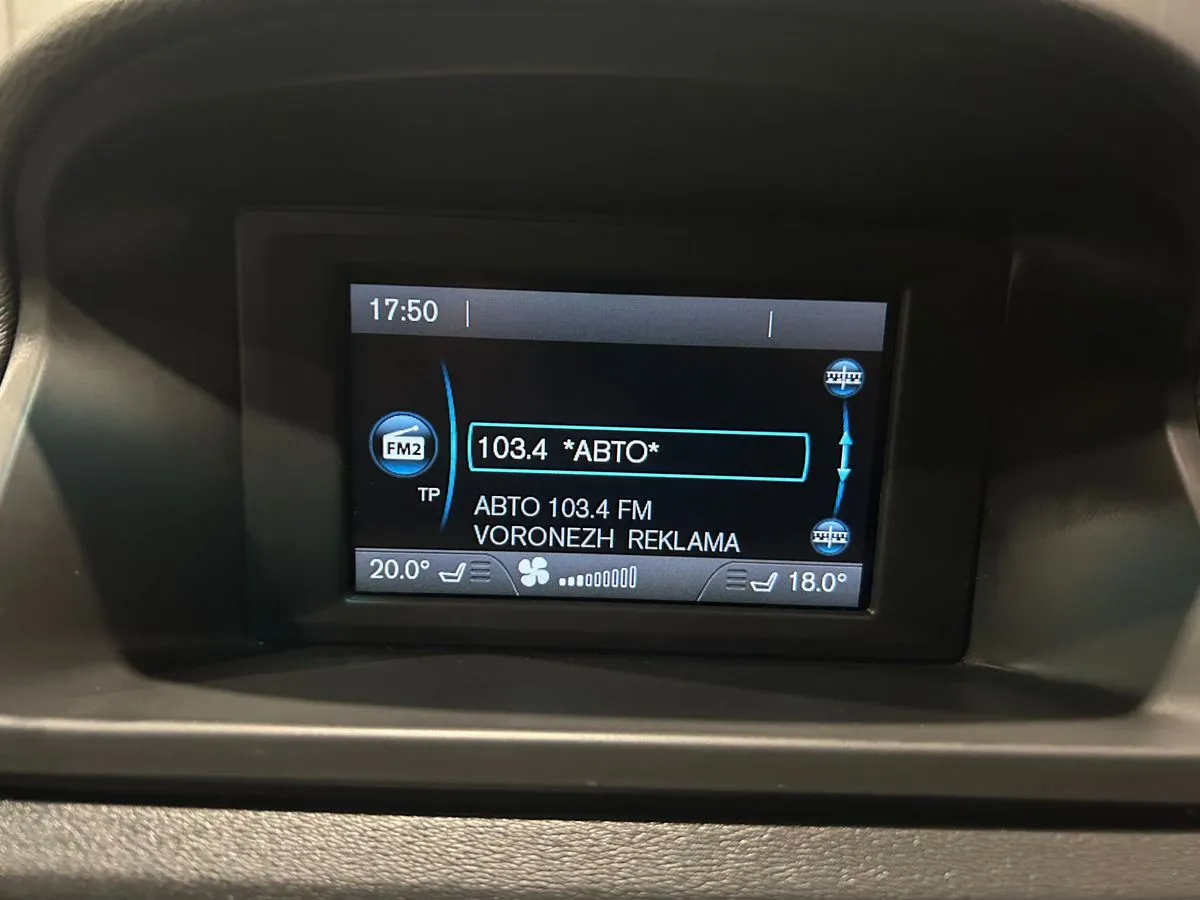 17:50
FM2
103.4 *АВТО*
TP
АВТО 103.4 FM
VORONEZH REKLAMA
20.0°
18.0°